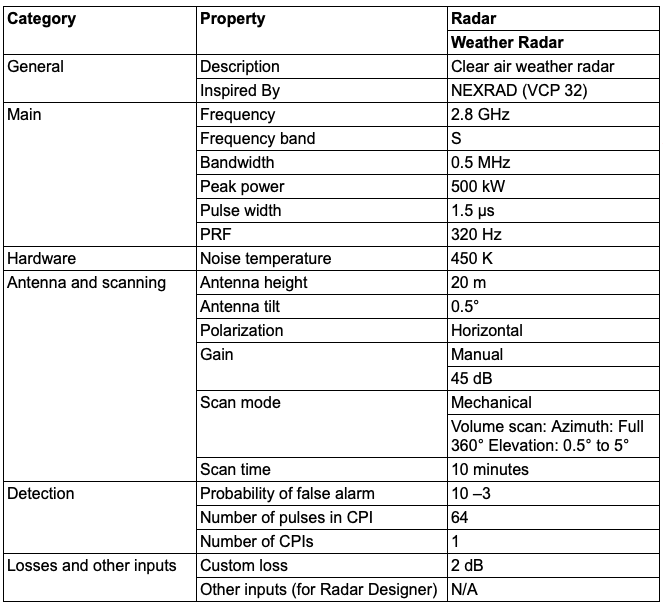 Category Property Radar
Weather Radar
General Description Clear air weather radar
Inspired By NEXRAD (VCP 32)
Main Frequency 2.8 GHz
Frequency band S
Bandwidth 0.5 MHz
Peak power 500 kW
Pulse width 1.5 µs
PRF 320 Hz
Hardware Noise temperature 450 K
Antenna and scanning Antenna height 20 m
Antenna tilt 0.5°
Polarization Horizontal
Gain Manual
45 dB
Scan mode Mechanical
Volume scan: Azimuth: Full
360° Elevation: 0.5° to 5°
Scan time 10 minutes
Detection Probability of false alarm 10 –3
Number of pulses in CPI 64
Number of CPIs 1
Losses and other inputs Custom loss 2 dB
Other inputs (for Radar Designer) N/A